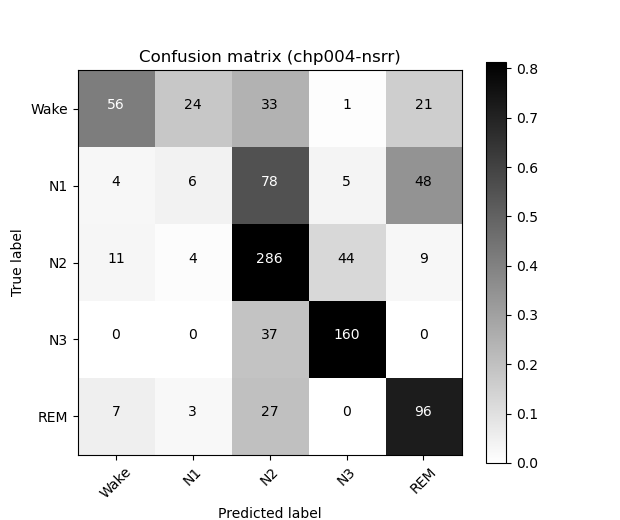 Confusion matrix (chp004-nsrr)
Wake 56 24 33 1 21
N1 4 6 78 5 48
N2 11 4 286 44 9
N3 0 0 37 160 0
REM 7 3 27 0 96
True label
Wake N1 N2 N3 REM
Predicted label
0.8
0.7
0.6
0.5
0.4
0.3
0.2
0.1
0.0